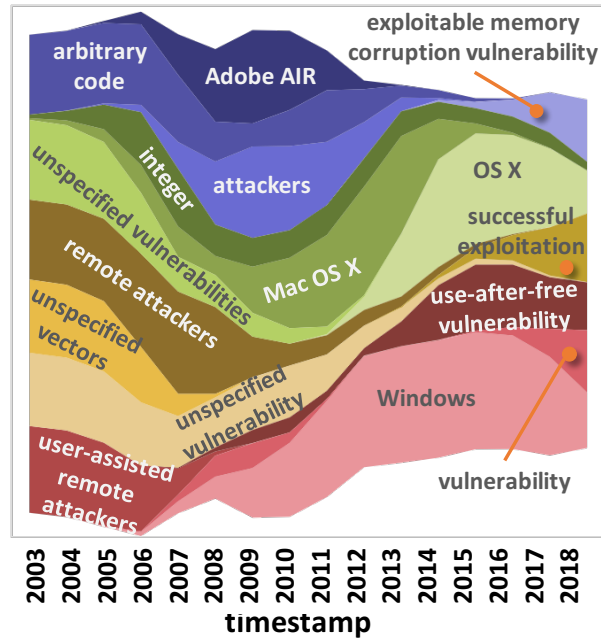 exploitable memory
corruption vulnerability
arbitrary
code
Adobe AIR
integer
attackers
unspecified vulnerabilities
OS X
Mac OS X
successful
exploitation
remote attackers
unspecified
vectors
use-after-free
vulnerability
unspecified
vulnerability
Windows
user-assisted
remote
attackers
vulnerability
2003
2004
2005
2006
2007
2008
2009
2010
2011
2012
2013
2014
2015
2016
2017
2018
timestamp